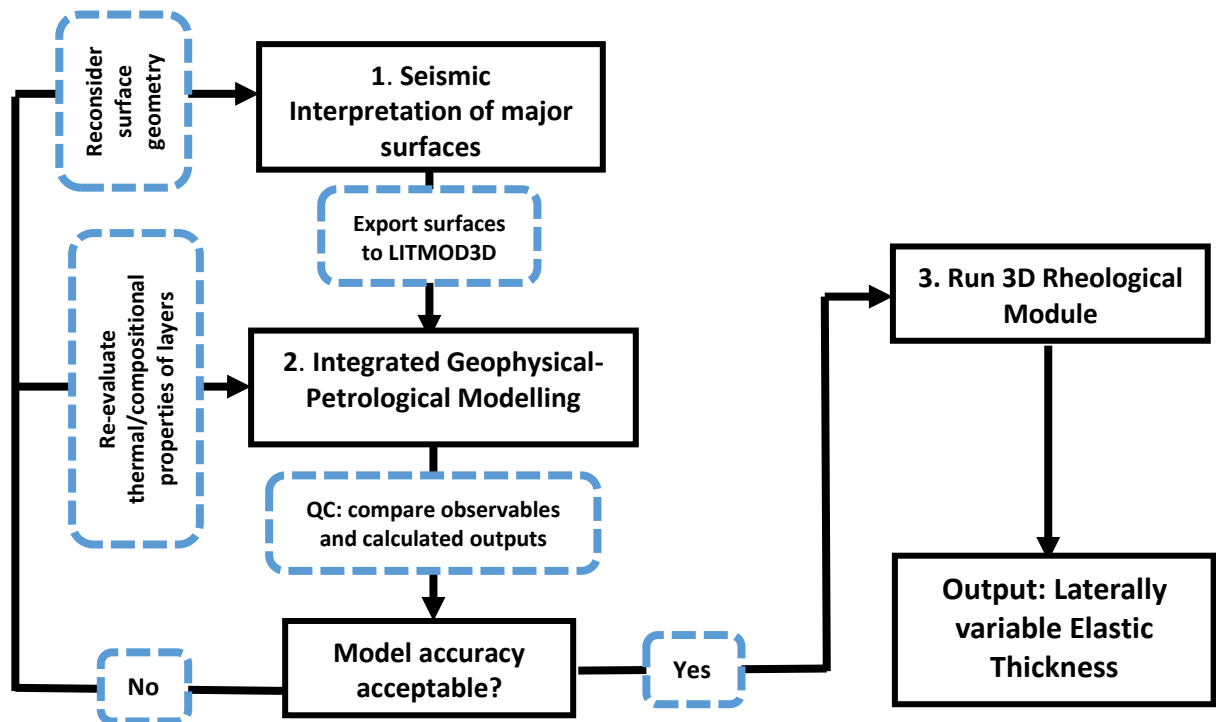 Reconsider
surface
geometry
1. Seismic
Interpretation of major
surfaces
Export surfaces
to LITMOD3D
Re-evaluate
thermal/compositional
properties of layers
2. Integrated Geophysical-
Petrological Modelling
QC: compare observables
and calculated outputs
Model accuracy
acceptable?
No
Yes
3. Run 3D Rheological
Module
Output: Laterally
variable Elastic
Thickness